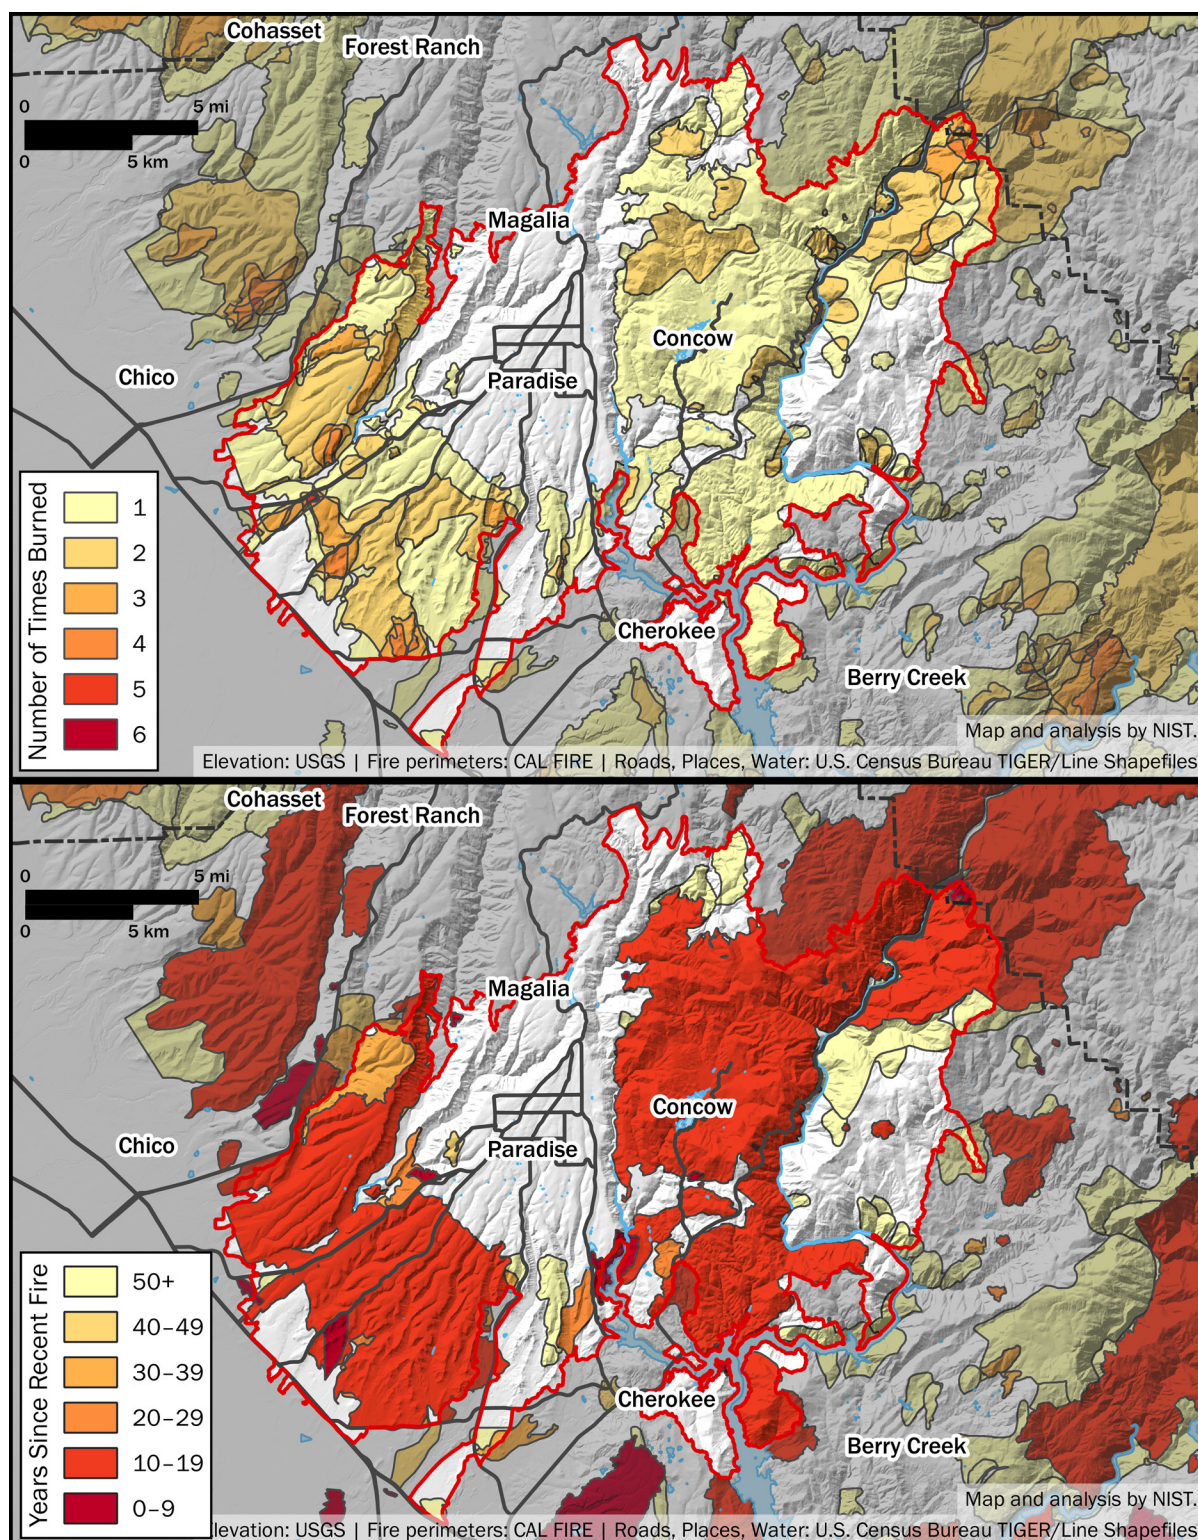 Cohasset
Forest Ranch
0 5 mi
0 5 km
Magalia
Concow
Chico
Paradise
Number of Times Burned
1
2
3
4
5
6
Cherokee
Berry Creek
Map and analysis by NIST.
Elevation: USGS | Fire perimeters: CAL FIRE | Roads, Places, Water: U.S. Census Bureau TIGER/Line Shapefiles
Cohasset
Forest Ranch
0 5 mi
0 5 km
Magalia
Concow
Chico
Paradise
Years Since Recent Fire
50+
40–49
30–39
20–29
10–19
0–9
Cherokee
Berry Creek
Map and analysis by NIST.
levation: USGS | Fire perimeters: CAL FIRE | Roads, Places, Water: U.S. Census Bureau TIGER/Line Shapefiles